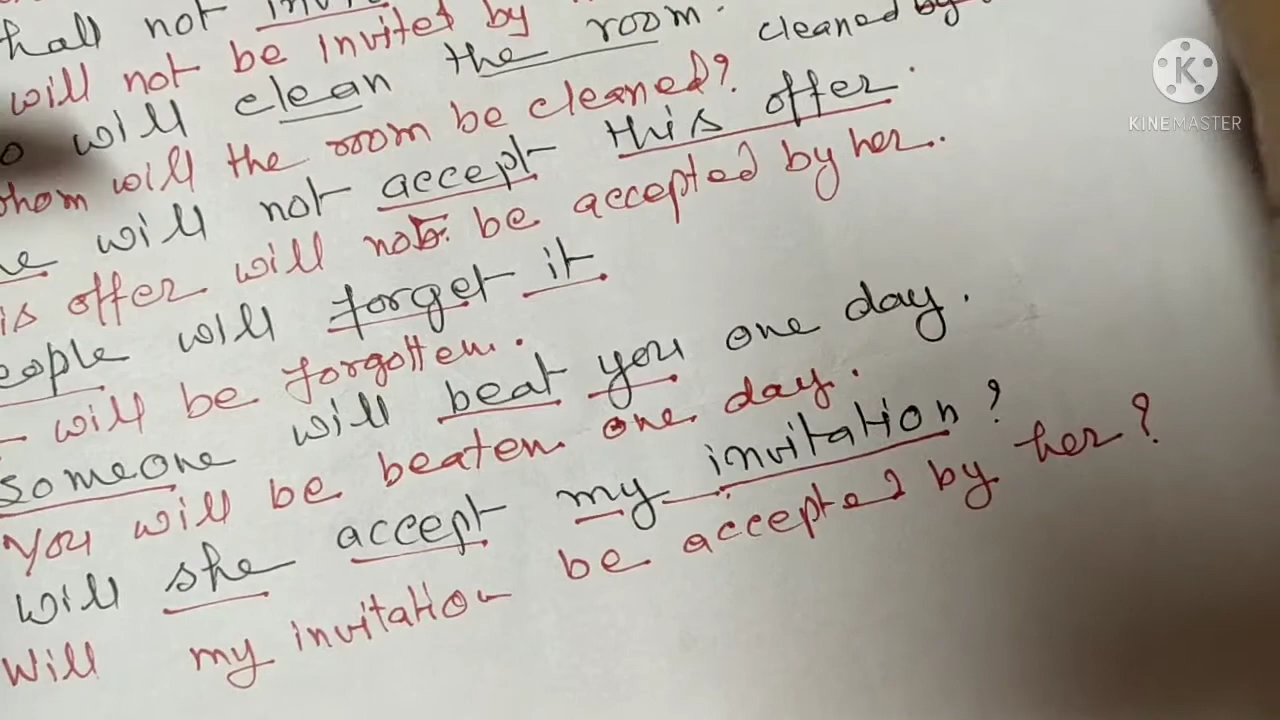 hall not
will not be invited by
will clean the room. cleaned by
whom will the room be cleaned?
will not accept this offer.
is offer will not be accepted by her.
eople will forget it
will be forgotten.
Someone will beat you one day.
You will be beaten one day.
will she accept my invitation?
Will my invitation be accepted by her?
KINEMASTER